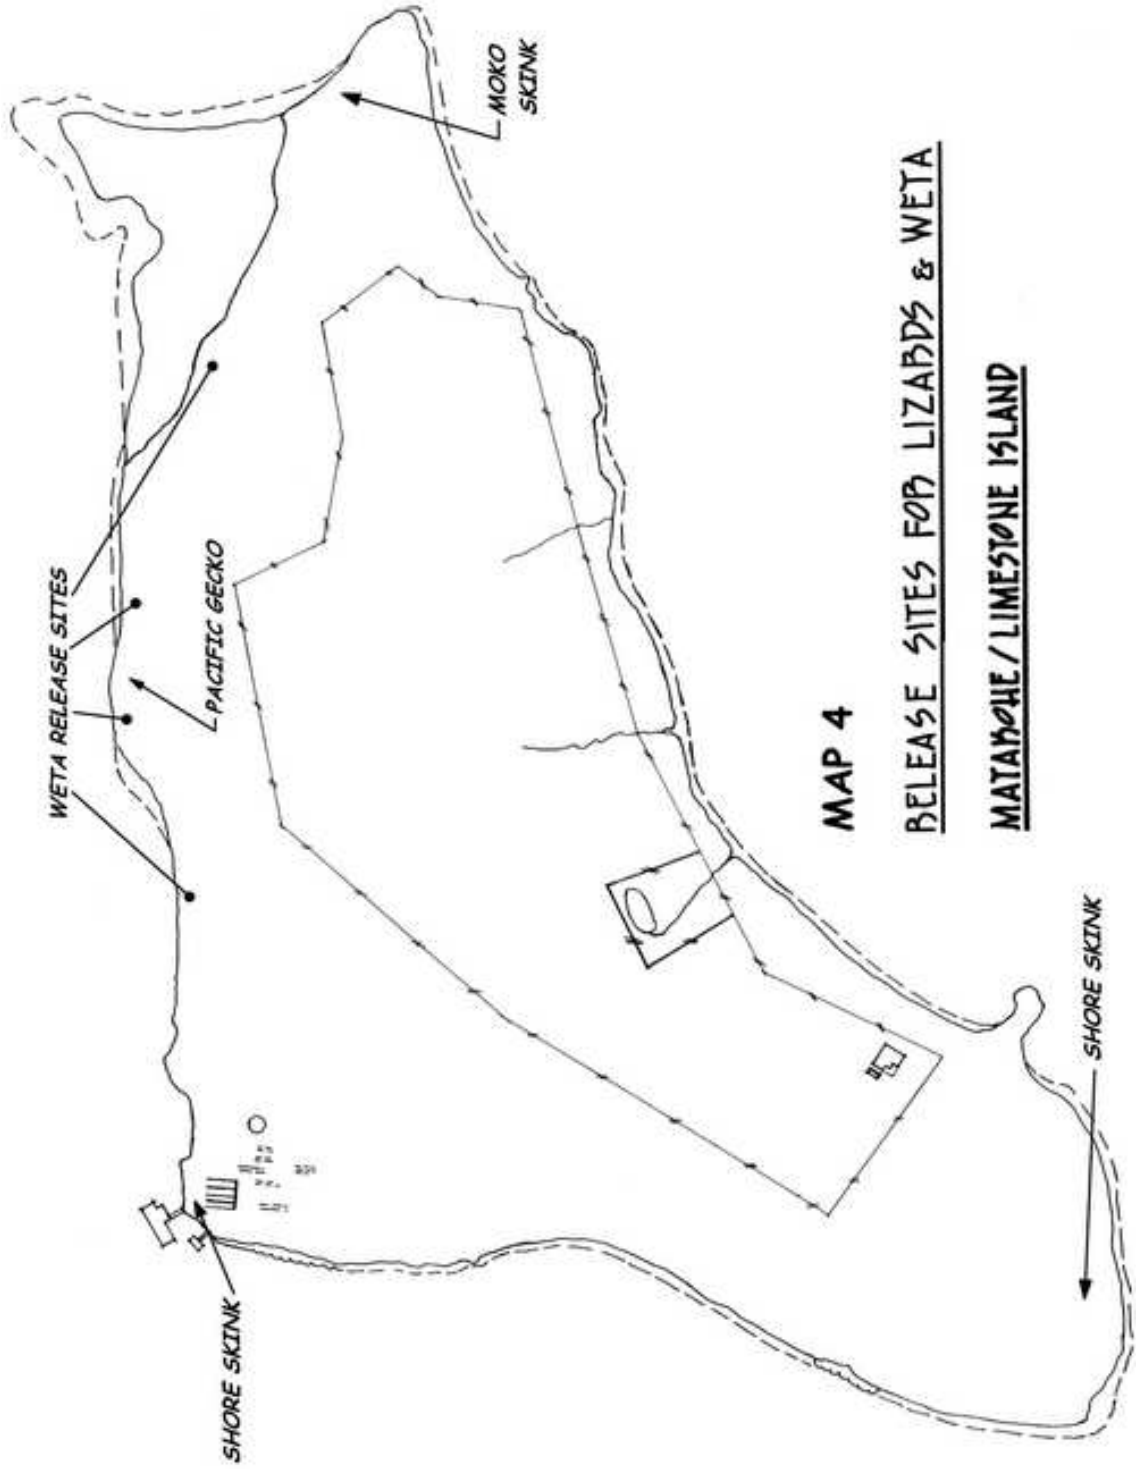 WETA RELEASE SITES
SHORE SKINK
PACIFIC GECKO
MOKO
SKINK
MAP 4
RELEASE SITES FOR LIZARDS & WETA
MATAKOHE / LIMESTONE ISLAND
SHORE SKINK